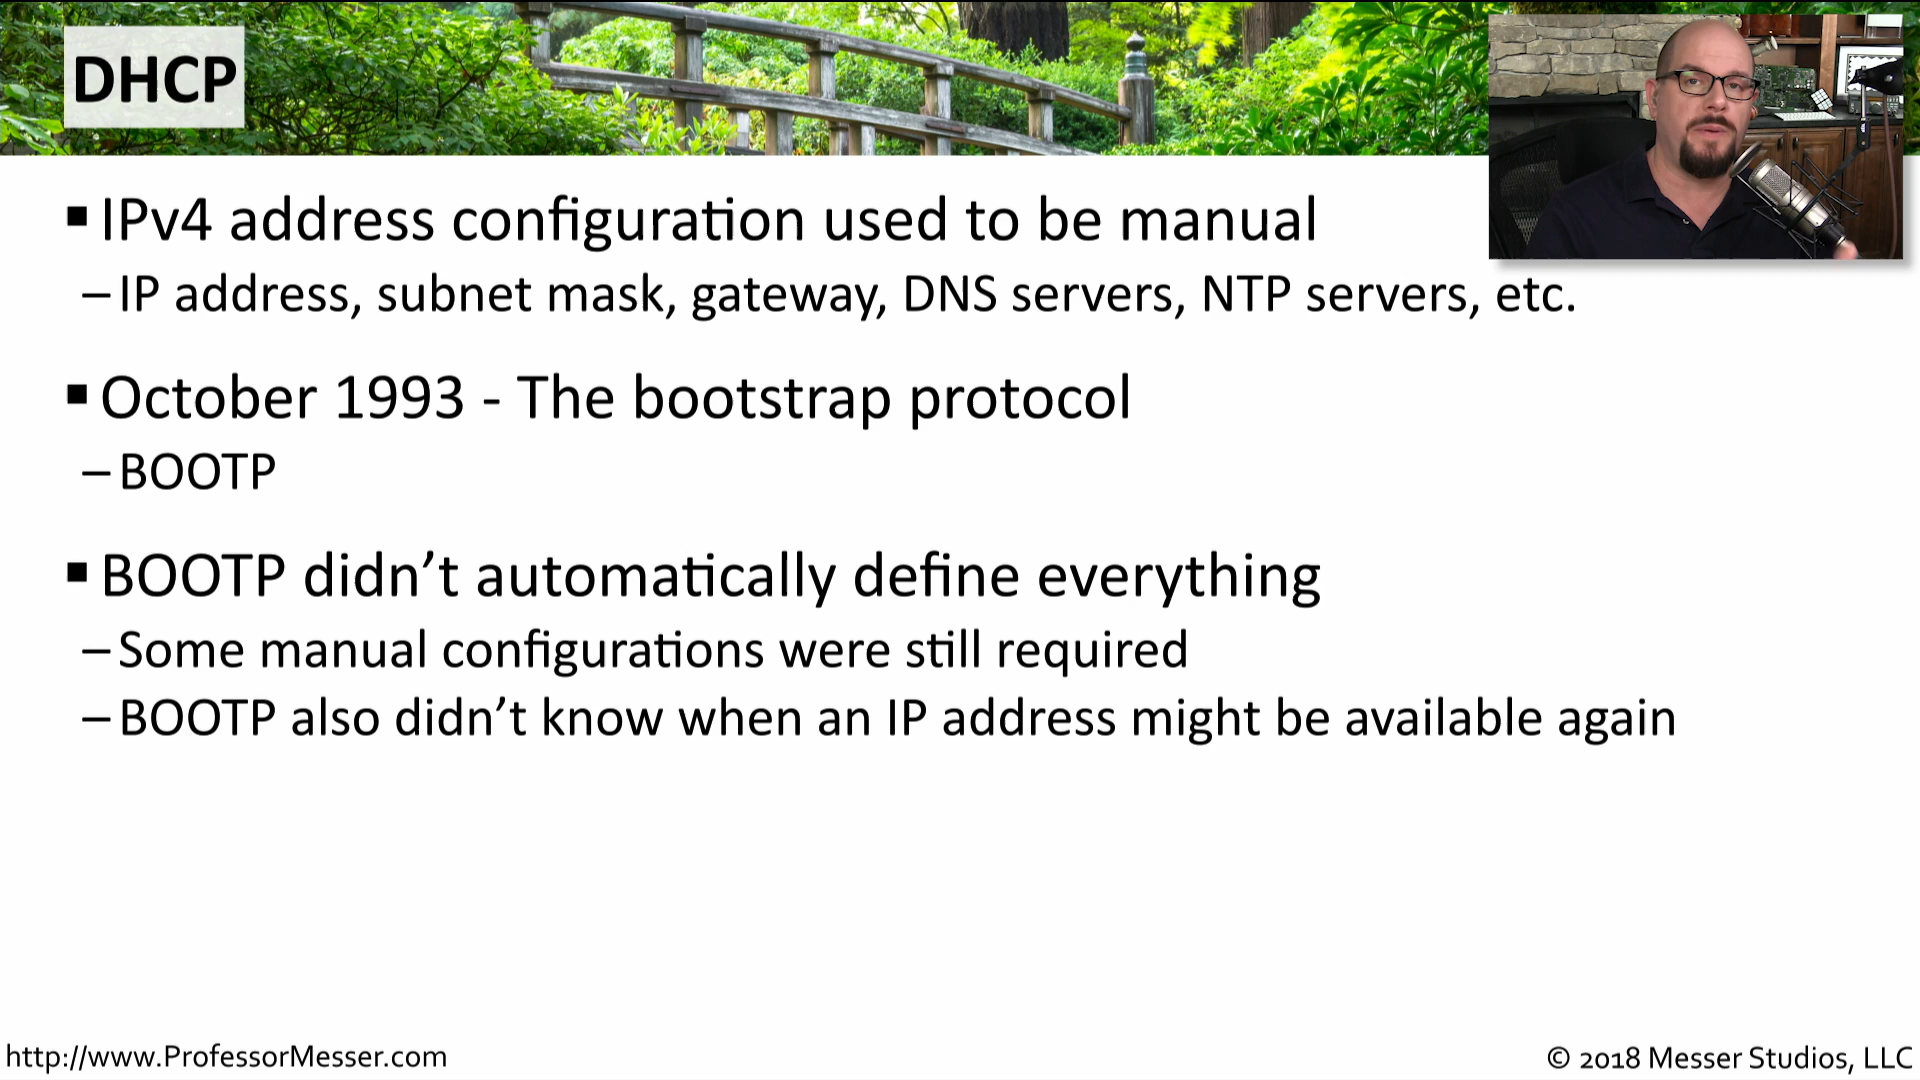 DHCP
▪ IPv4 address configuration used to be manual
– IP address, subnet mask, gateway, DNS servers, NTP servers, etc.
▪ October 1993 - The bootstrap protocol
– BOOTP
▪ BOOTP didn’t automatically define everything
– Some manual configurations were still required
– BOOTP also didn’t know when an IP address might be available again
http://www.ProfessorMesser.com
© 2018 Messer Studios, LLC